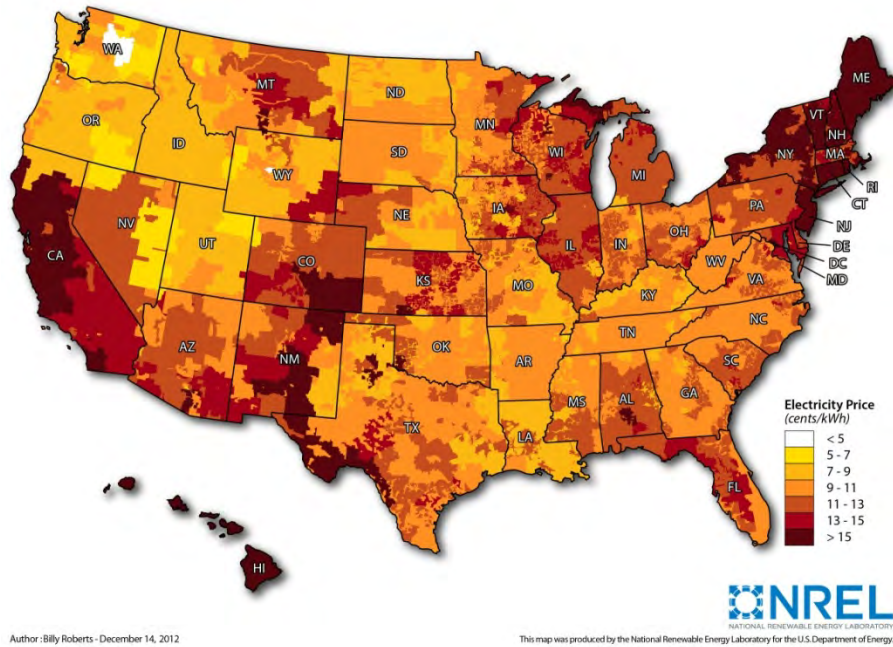 WA
MT
ND
OR
ID
SD
WY
MN
WI
MI
ME
VT
NH
NY
MA
RI
CT
NV
UT
NE
IA
PA
NJ
CA
CO
KS
IL
IN
OH
DE
DC
MD
WV
VA
MO
KY
AZ
NM
OK
AR
TN
NC
SC
TX
LA
MS
AL
GA
FL
HI
Electricity Price
(cents/kWh)
< 5
5 - 7
7 - 9
9 - 11
11 - 13
13 - 15
> 15
NREL
NATIONAL RENEWABLE ENERGY LABORATORY
Author : Billy Roberts - December 14, 2012
This map was produced by the National Renewable Energy Laboratory for the U.S. Department of Energy.